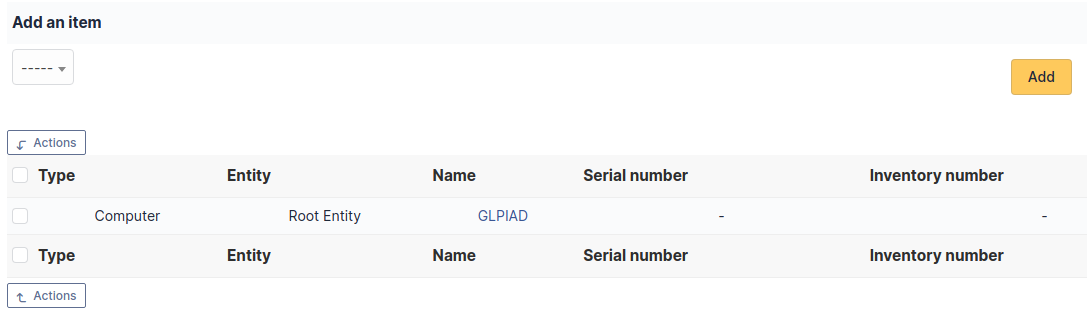 Add an item
-----
Add
Actions
Type Entity Name Serial number Inventory number
Computer Root Entity GLPIAD - -
Type Entity Name Serial number Inventory number
Actions